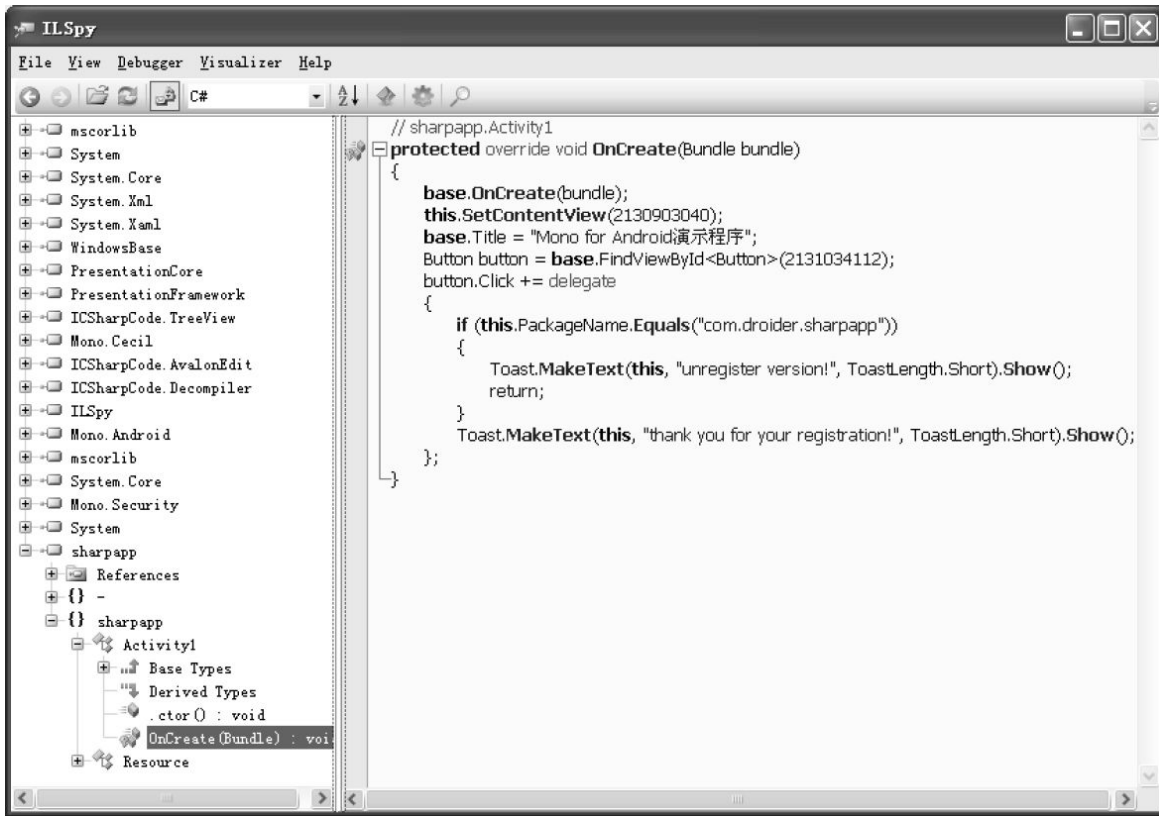 ILSpy
File View Debugger Visualizer Help
C#
mscorlib
System
System.Core
System.Xml
System.Xaml
WindowsBase
PresentationCore
PresentationFramework
ICSharpCode.TreeView
Mono.Cecil
ICSharpCode.AvalonEdit
ICSharpCode.Decompiler
ILSpy
Mono.Android
mscorlib
System.Core
Mono.Security
System
sharpapp
References
{} -
{} sharpapp
Activity1
Base Types
Derived Types
.ctor() : void
OnCreate(Bundle) : voi
Resource
// sharpapp.Activity1
protected override void OnCreate(Bundle bundle)
{
base.OnCreate(bundle);
this.SetContentView(2130903040);
base.Title = "Mono for Android演示程序";
Button button = base.FindViewById<Button>(2131034112);
button.Click += delegate
{
if (this.PackageName.Equals("com.droider.sharpapp"))
{
Toast.MakeText(this, "unregister version!", ToastLength.Short).Show();
return;
}
Toast.MakeText(this, "thank you for your registration!", ToastLength.Short).Show();
};
}